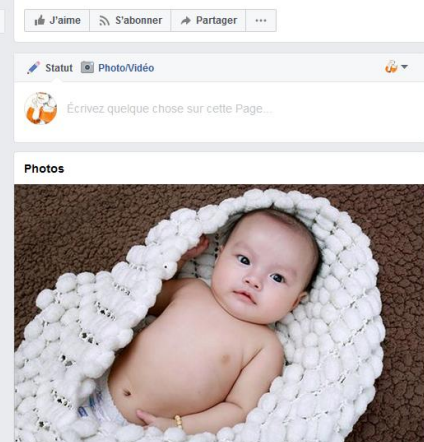 J'aime S'abonner Partager ...
Statut Photo/Vidéo
Écrivez quelque chose sur cette Page...
Photos